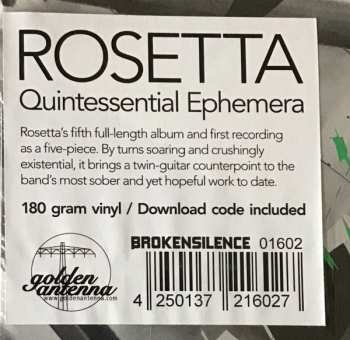 ROSETTA
Quintessential Ephemera
Rosetta's fifth full-length album and first recording
as a five-piece. By turns soaring and crushingly
existential, it brings a twin-guitar counterpoint to the
band's most sober and yet hopeful work to date.
180 gram vinyl / Download code included
BROKENSILENCE 01602
golden
antenna
www.goldenantenna.com
4 250137 216027